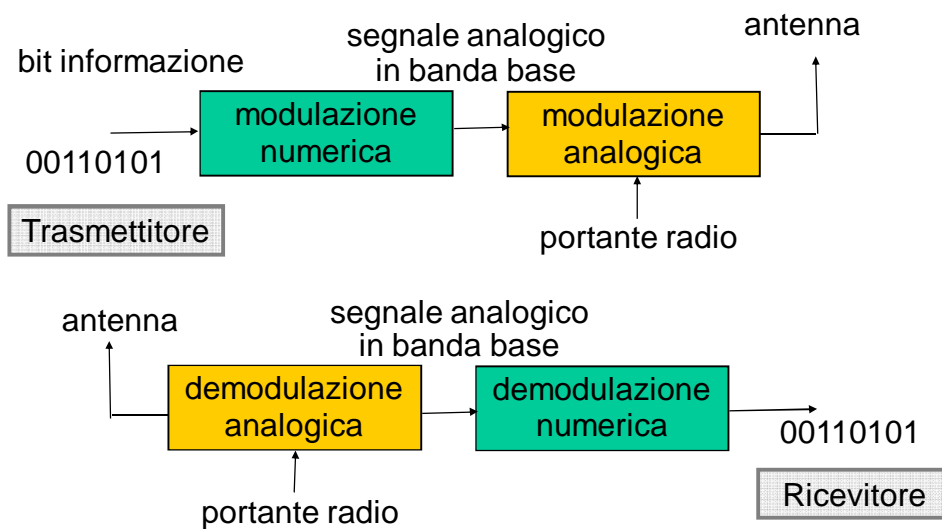 bit informazione
segnale analogico
in banda base
antenna
modulazione
numerica
modulazione
analogica
00110101
Trasmettitore
portante radio
antenna
segnale analogico
in banda base
demodulazione
analogica
demodulazione
numerica
00110101
portante radio
Ricevitore